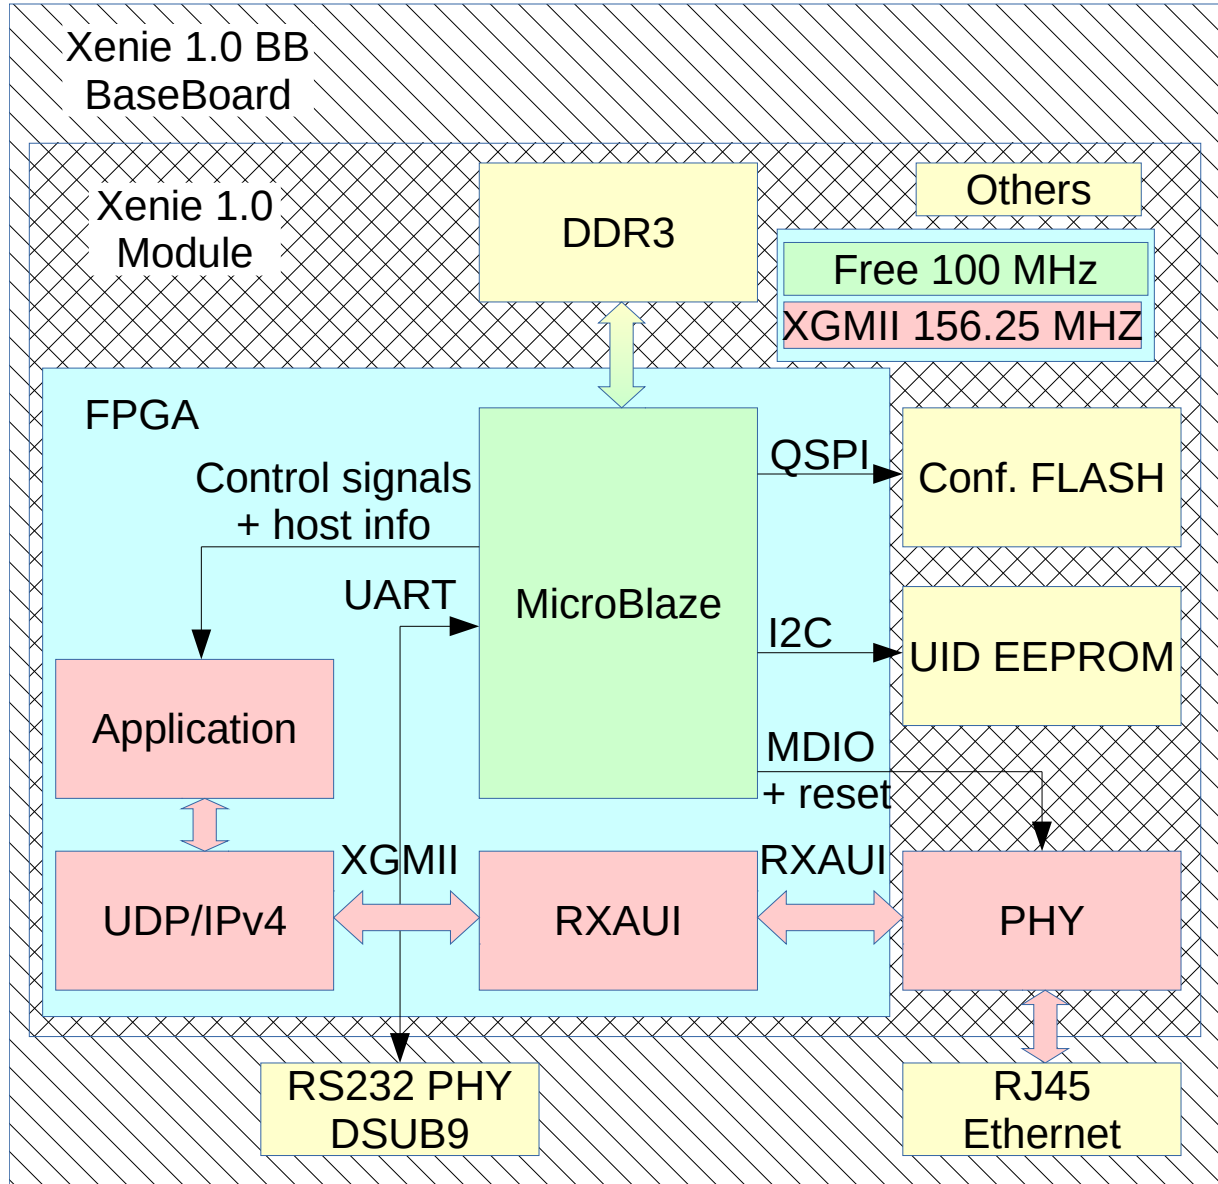 Xenie 1.0 BB
BaseBoard
Xenie 1.0
Module
DDR3
Others
Free 100 MHz
XGMII 156.25 MHZ
FPGA
Control signals
+ host info
QSPI
Conf. FLASH
UART
MicroBlaze
I2C
UID EEPROM
Application
MDIO
+ reset
XGMII
RXAUI
UDP/IPv4
RXAUI
PHY
RS232 PHY
DSUB9
RJ45
Ethernet